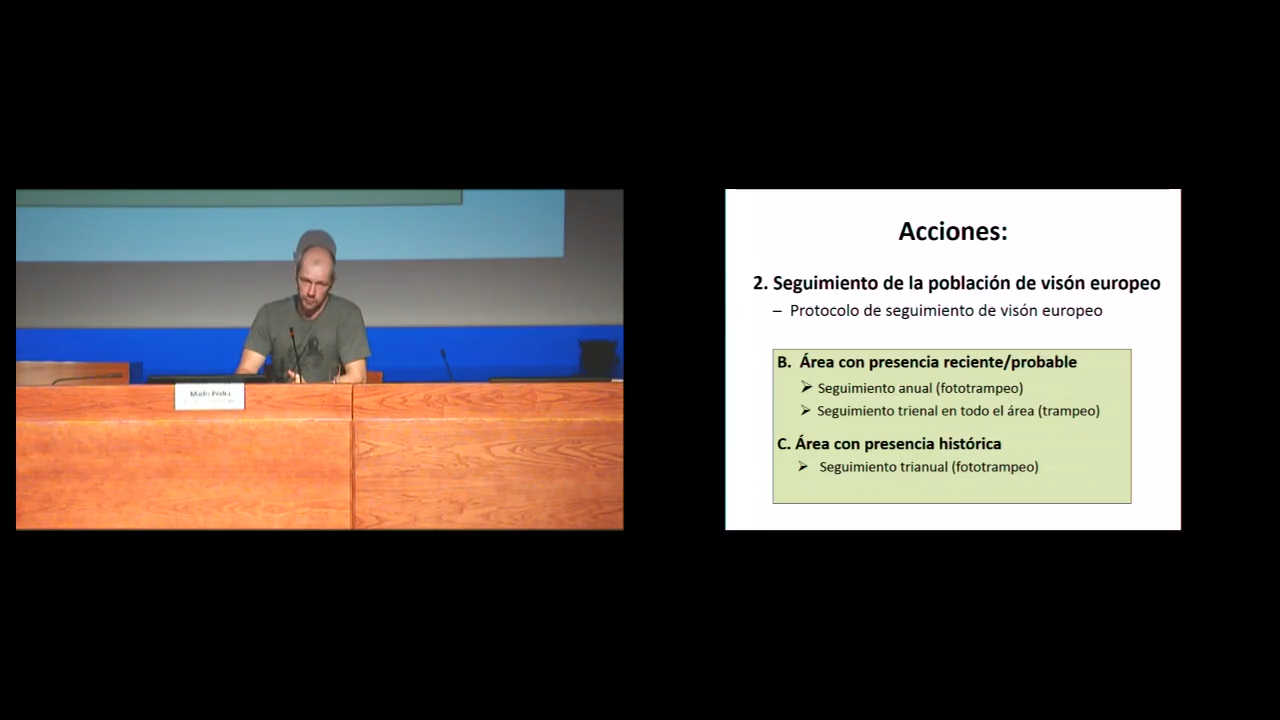 Acciones:
2. Seguimiento de la población de visón europeo
– Protocolo de seguimiento de visón europeo
B. Área con presencia reciente/probable
➢ Seguimiento anual (fototrampeo)
➢ Seguimiento trienal en todo el área (trampeo)
C. Área con presencia histórica
➢ Seguimiento trianual (fototrampeo)